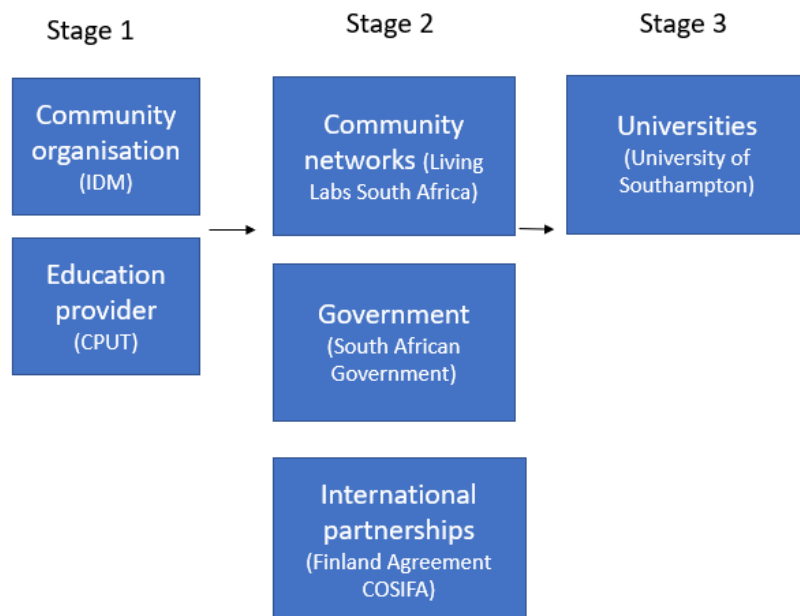 Stage 1
Stage 2
Stage 3
Community
organisation
(IDM)
Education
provider
(CPUT)
Community
networks (Living
Labs South Africa)
Government
(South African
Government)
International
partnerships
(Finland Agreement
COSIFA)
Universities
(University of
Southampton)